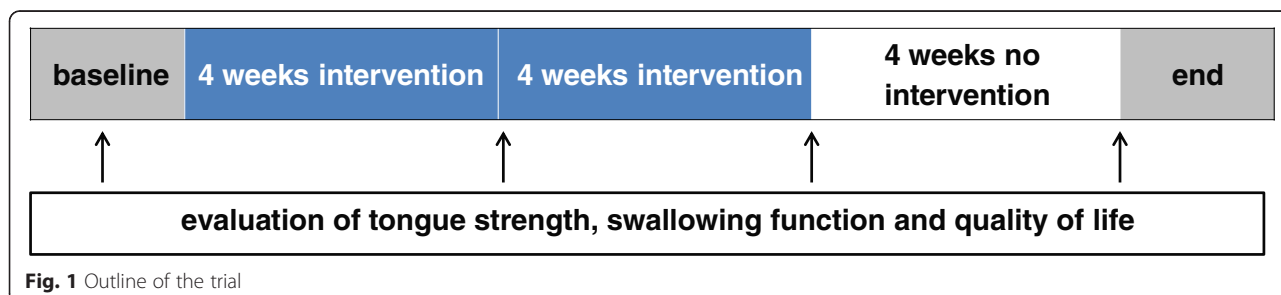 baseline
4 weeks intervention
4 weeks intervention
4 weeks no
intervention
end
evaluation of tongue strength, swallowing function and quality of life
Fig. 1 Outline of the trial